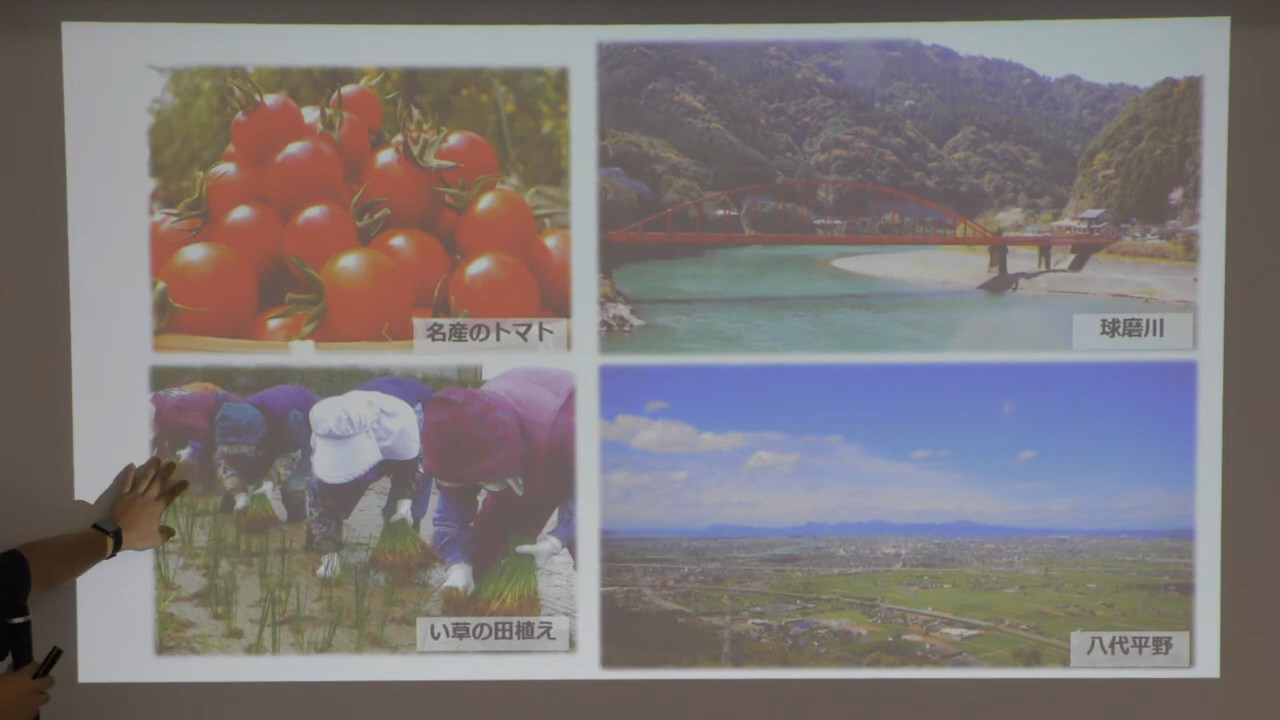 名産のトマト
球磨川
い草の田植え
八代平野